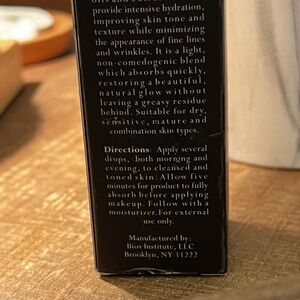 provide intensive hydration,
improving skin tone and
texture while minimizing
the appearance of fine lines
and wrinkles. It is a light,
non-comedogenic blend
which absorbs quickly,
restoring a beautiful,
natural glow without
leaving a greasy residue
behind. Suitable for dry,
sensitive, mature and
combination skin types.
Directions: Apply several
drops, both morning and
evening, to cleansed and
toned skin. Allow five
minutes for product to fully
absorb before applying
makeup. Follow with a
moisturizer. For external
use only.
Manufactured by:
Bios Institute, LLC
Brooklyn, NY 11222